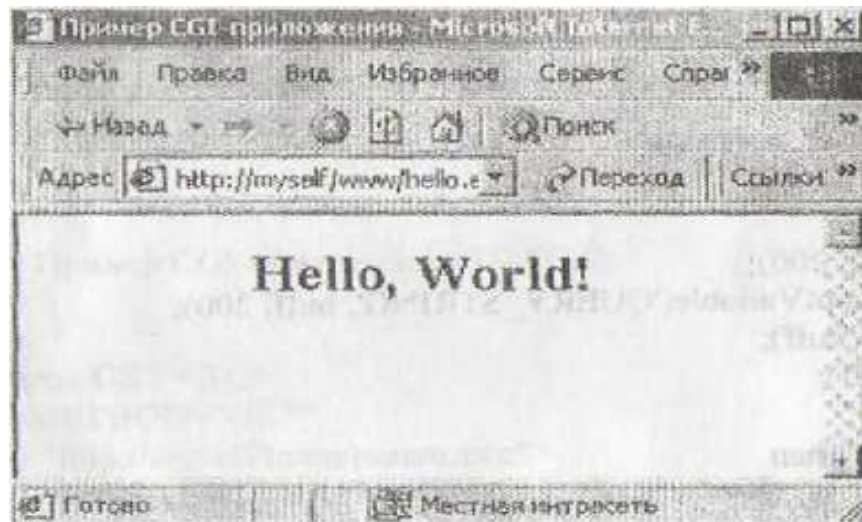 Пример CGI-приложения - Microsoft Internet E...
Файл Правка Вид Избранное Сервис Справ »
Назад Поиск »
Адрес http://myself/www/hello.e Переход Ссылки »
Hello, World!
Готово Местная интрасеть